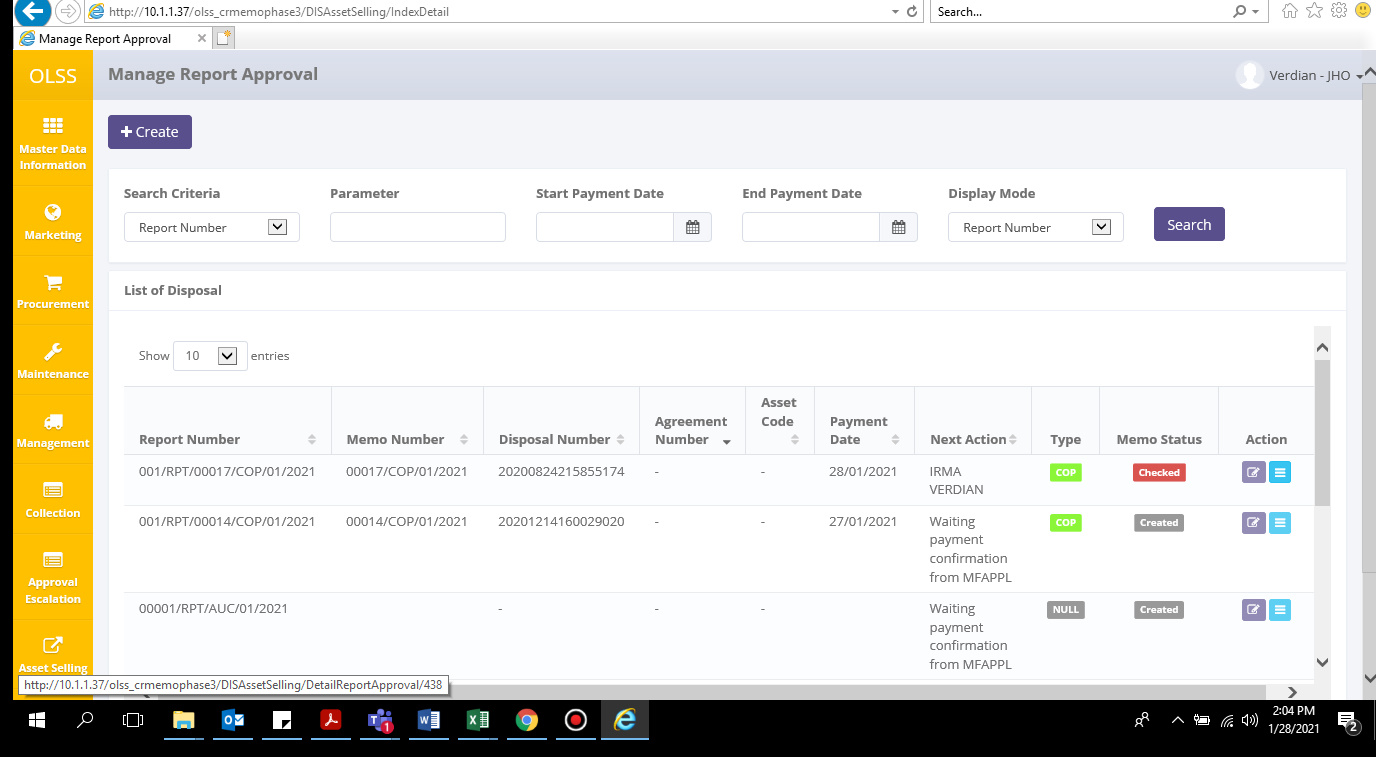 http://10.1.1.37/olss_crmemophase3/DISAssetSelling/IndexDetail
Search...
Manage Report Approval
OLSS
Manage Report Approval
Verdian - JHO
Create
Master Data
Information
Marketing
Procurement
Maintenance
Management
Collection
Approval
Escalation
Asset Selling
Search Criteria
Parameter
Start Payment Date
End Payment Date
Display Mode
Report Number
Report Number
Search
List of Disposal
Show 10 entries
Report Number
Memo Number
Disposal Number
Agreement
Number
Asset
Code
Payment
Date
Next Action
Type
Memo Status
Action
001/RPT/00017/COP/01/2021
00017/COP/01/2021
20200824215855174
-
-
28/01/2021
IRMA
VERDIAN
COP
Checked
001/RPT/00014/COP/01/2021
00014/COP/01/2021
20201214160029020
-
-
27/01/2021
Waiting
payment
confirmation
from MFAPPL
COP
Created
00001/RPT/AUC/01/2021
-
-
-
Waiting
payment
confirmation
from MFAPPL
NULL
Created
http://10.1.1.37/olss_crmemophase3/DISAssetSelling/DetailReportApproval/438
1
2:04 PM
1/28/2021
2